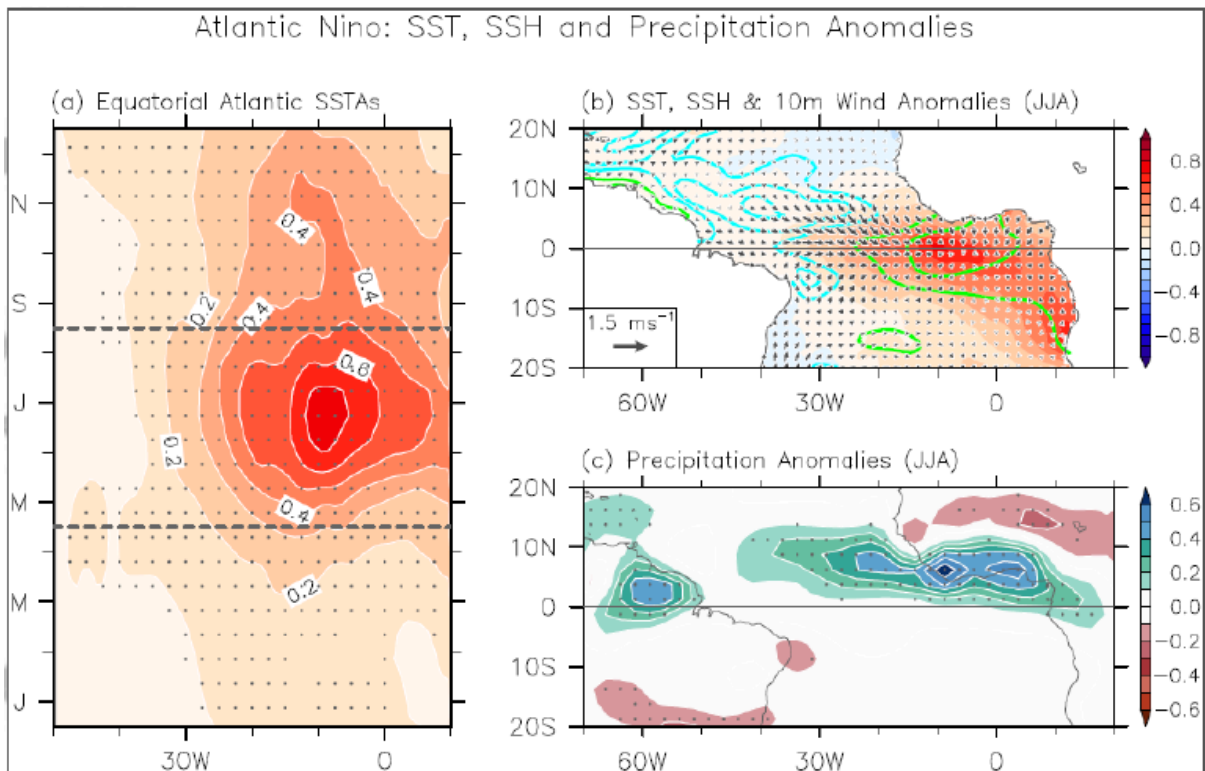 Atlantic Nino: SST, SSH and Precipitation Anomalies
(a) Equatorial Atlantic SSTAs
N
S
J
M
M
J
30W 0
0.4
0.4
0.2
0.4
0.6
0.2
0.4
0.2
(b) SST, SSH & 10m Wind Anomalies (JJA)
20N
10N
0
10S
20S
1.5 ms⁻¹
60W 30W 0
0.8
0.4
0.0
−0.4
−0.8
(c) Precipitation Anomalies (JJA)
20N
10N
0
10S
20S
60W 30W 0
0.6
0.4
0.2
0.0
−0.2
−0.4
−0.6